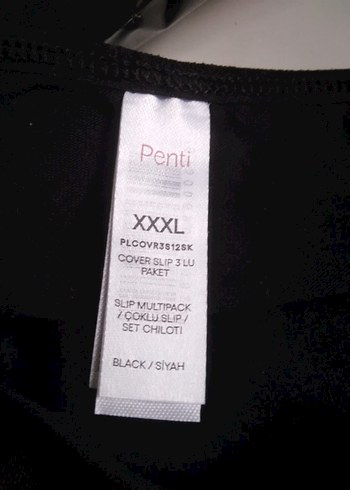 Penti
XXXL
PLCOVR3S12SK
COVER SLIP 3 LU
PAKET
SLIP MULTIPACK
/ ÇOKLU SLIP /
SET CHILOTI
BLACK / SİYAH